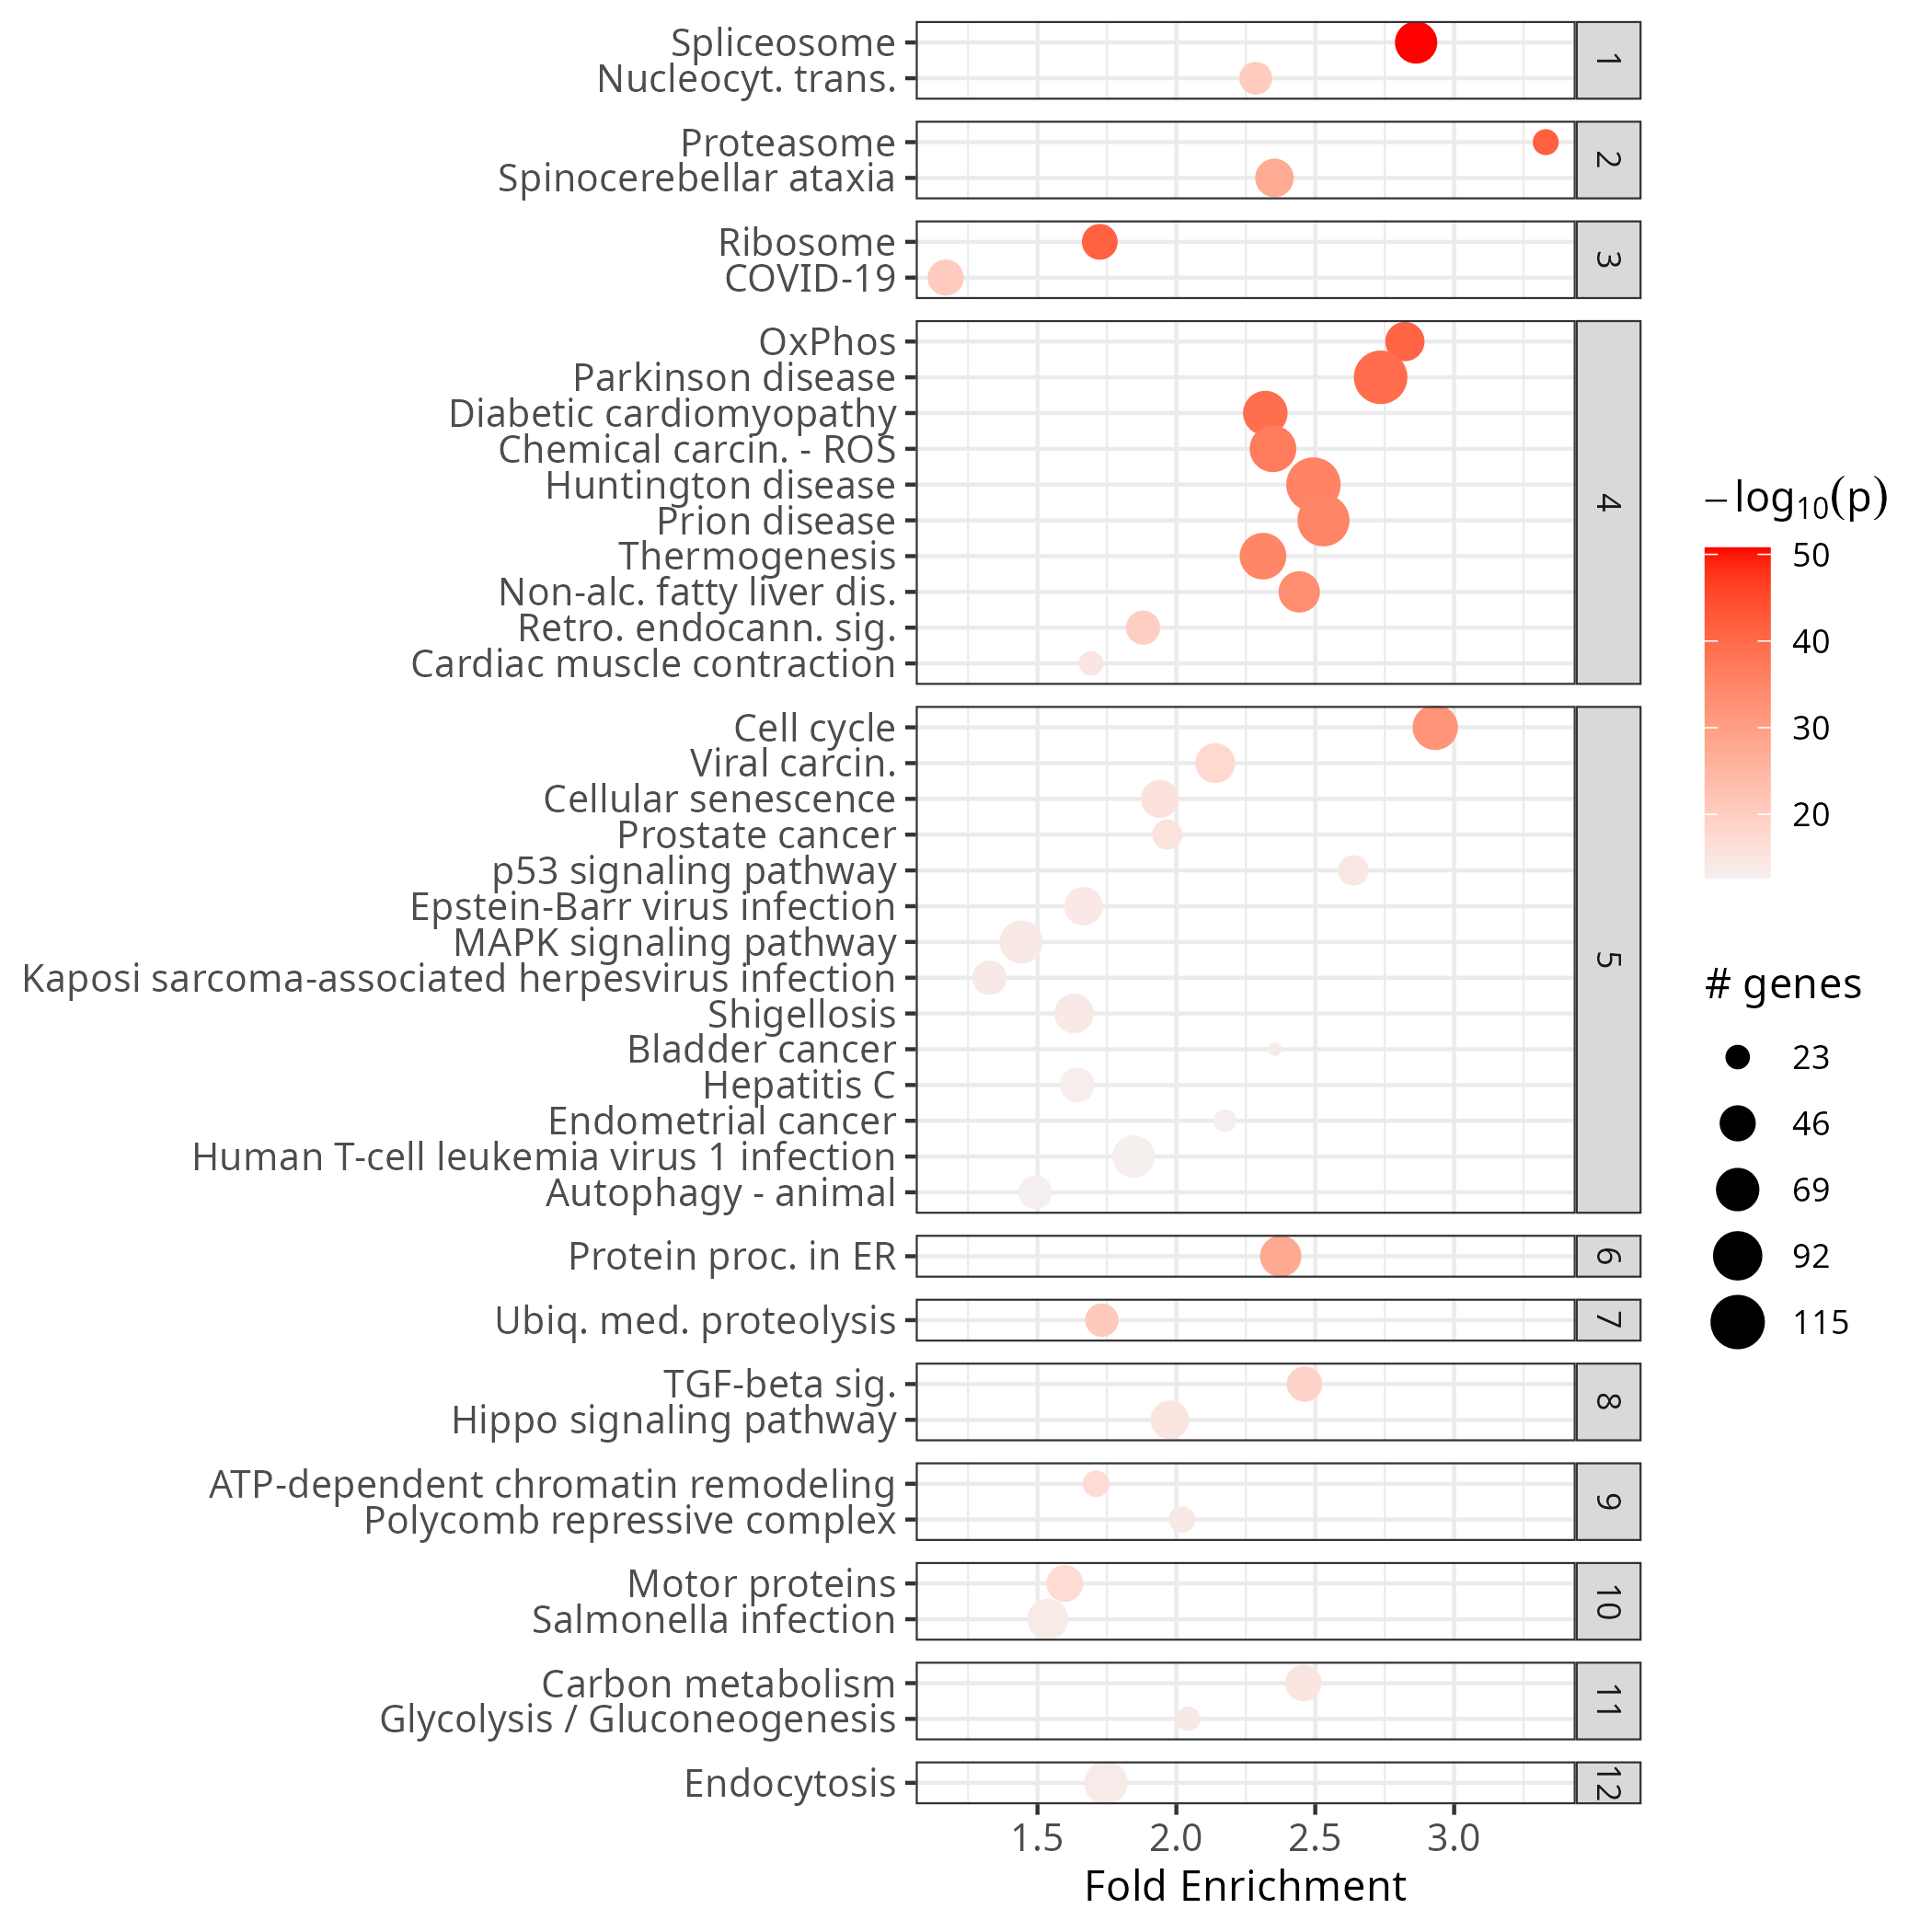 Spliceosome
Nucleocyt. trans.
1
Proteasome
Spinocerebellar ataxia
2
Ribosome
COVID-19
3
OxPhos
Parkinson disease
Diabetic cardiomyopathy
Chemical carcin. - ROS
Huntington disease
Prion disease
Thermogenesis
Non-alc. fatty liver dis.
Retro. endocann. sig.
Cardiac muscle contraction
4
Cell cycle
Viral carcin.
Cellular senescence
Prostate cancer
p53 signaling pathway
Epstein-Barr virus infection
MAPK signaling pathway
Kaposi sarcoma-associated herpesvirus infection
Shigellosis
Bladder cancer
Hepatitis C
Endometrial cancer
Human T-cell leukemia virus 1 infection
Autophagy - animal
5
Protein proc. in ER
6
Ubiq. med. proteolysis
7
TGF-beta sig.
Hippo signaling pathway
8
ATP-dependent chromatin remodeling
Polycomb repressive complex
9
Motor proteins
Salmonella infection
10
Carbon metabolism
Glycolysis / Gluconeogenesis
11
Endocytosis
12
1.5 2.0 2.5 3.0
Fold Enrichment
−log₁₀(p)
50
40
30
20
# genes
23
46
69
92
115